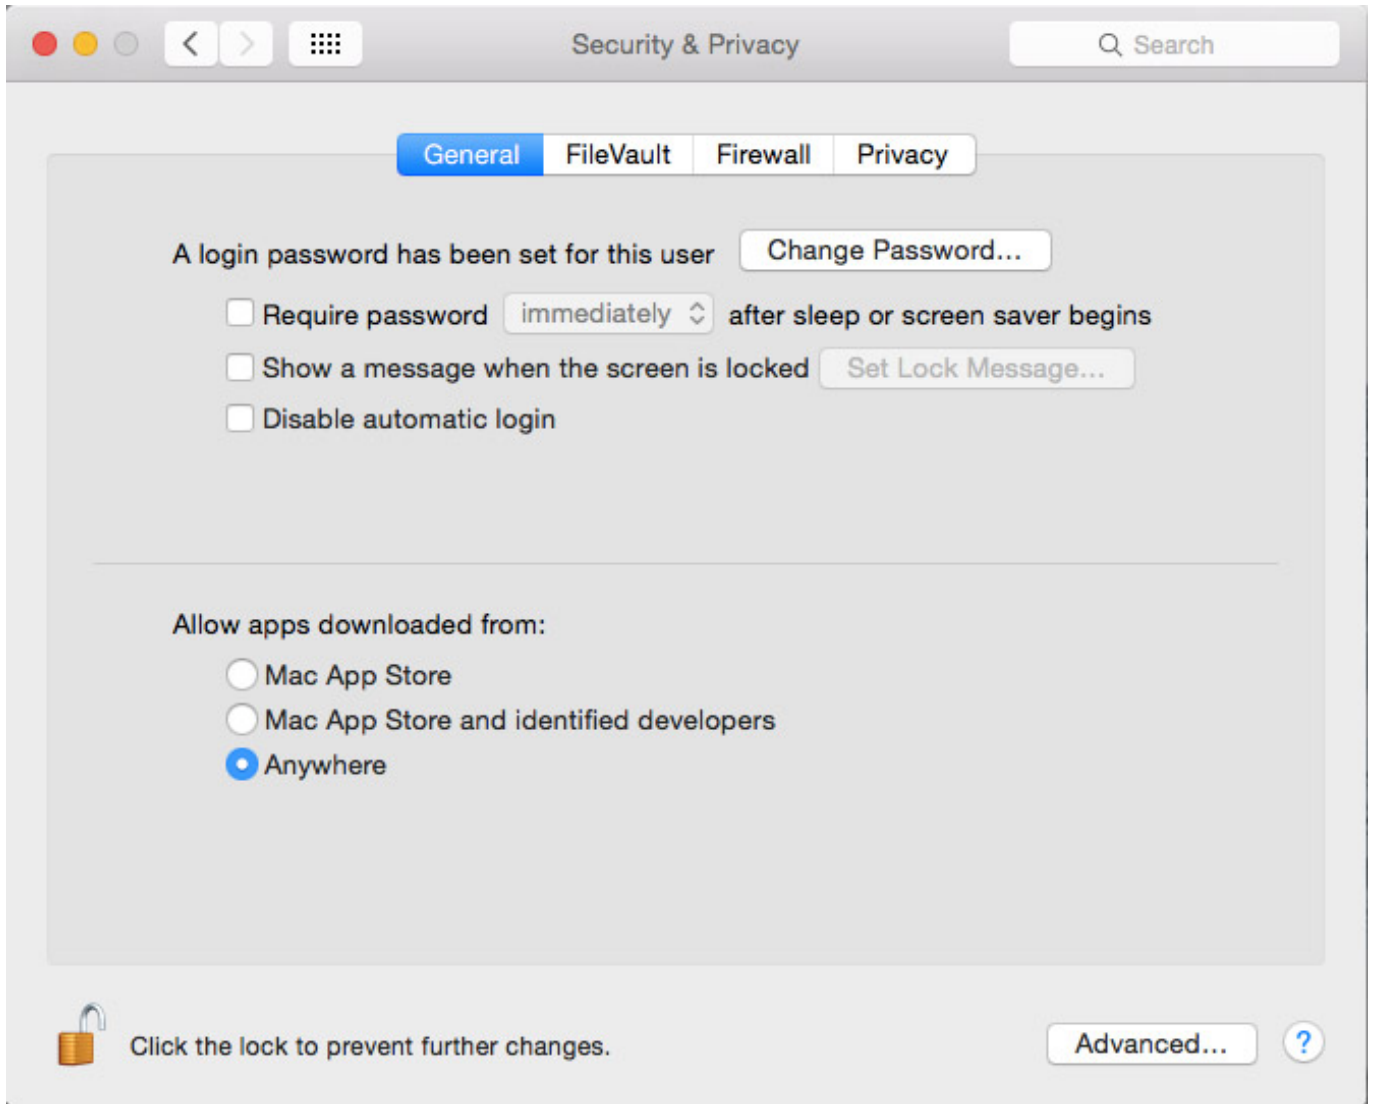 Security & Privacy
Search
General FileVault Firewall Privacy
A login password has been set for this user Change Password...
Require password immediately after sleep or screen saver begins
Show a message when the screen is locked Set Lock Message...
Disable automatic login
Allow apps downloaded from:
Mac App Store
Mac App Store and identified developers
Anywhere
Click the lock to prevent further changes.
Advanced... ?